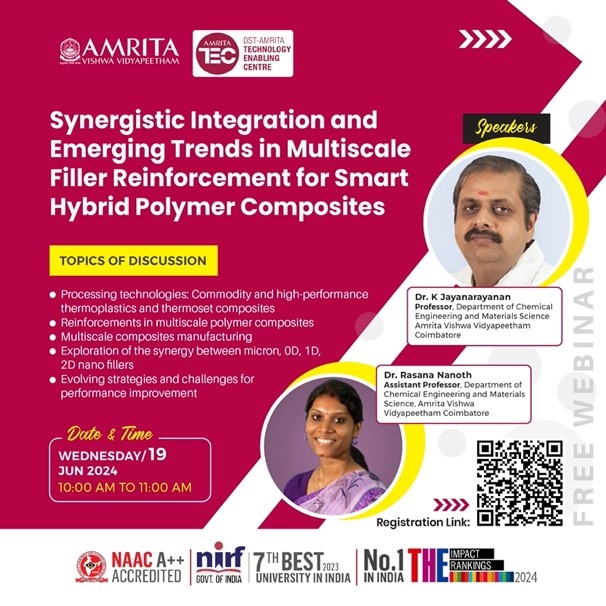 AMRITA
VISHWA VIDYAPEETHAM
AMRITA
TEC
DST-AMRITA
TECHNOLOGY
ENABLING
CENTRE
Synergistic Integration and
Emerging Trends in Multiscale
Filler Reinforcement for Smart
Hybrid Polymer Composites
Speakers
TOPICS OF DISCUSSION
Processing technologies: Commodity and high-performance
thermoplastics and thermoset composites
Reinforcements in multiscale polymer composites
Multiscale composites manufacturing
Exploration of the synergy between micron, 0D, 1D,
2D nano fillers
Evolving strategies and challenges for
performance improvement
Dr. K Jayanarayanan
Professor, Department of Chemical
Engineering and Materials Science
Amrita Vishwa Vidyapeetham
Coimbatore
Dr. Rasana Nanoth
Assistant Professor, Department of
Chemical Engineering and Materials
Science, Amrita Vishwa
Vidyapeetham Coimbatore
Date & Time
WEDNESDAY/19
JUN 2024
10:00 AM TO 11:00 AM
FREE WEBINAR
Registration Link:
NAAC A++
ACCREDITED
nirf
GOVT. OF INDIA
7TH BEST 2023
UNIVERSITY IN INDIA
No.1
IN INDIA
THE IMPACT
RANKINGS
2024